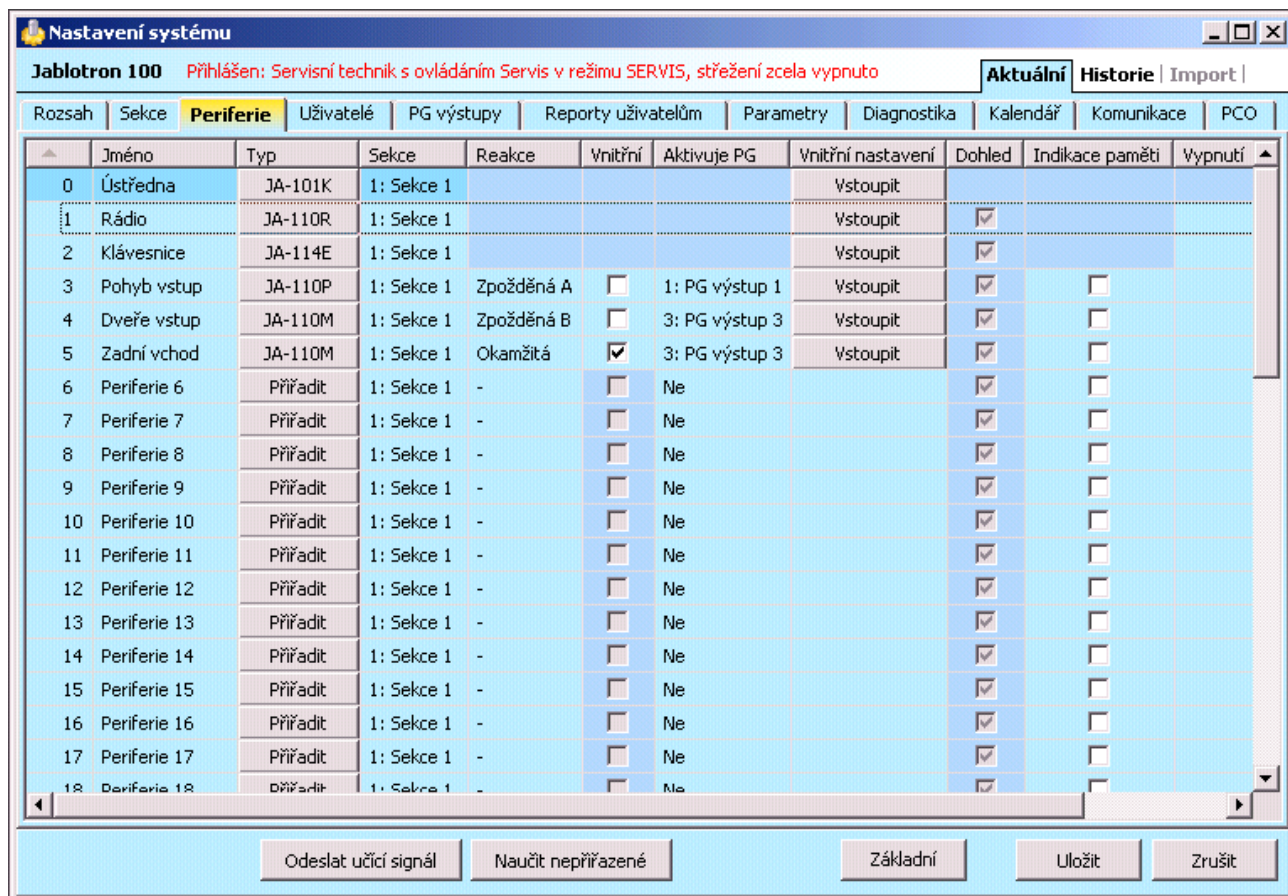 Nastavení systému
Jablotron 100 Přihlášen: Servisní technik s ovládáním Servis v režimu SERVIS, střežení zcela vypnuto Aktuální Historie | Import |
Rozsah Sekce Periferie Uživatelé PG výstupy Reporty uživatelům Parametry Diagnostika Kalendář Komunikace PCO
Jméno Typ Sekce Reakce Vnitřní Aktivuje PG Vnitřní nastavení Dohled Indikace paměti Vypnutí
0 Ústředna JA-101K 1: Sekce 1 Vstoupit
1 Rádio JA-110R 1: Sekce 1 Vstoupit
2 Klávesnice JA-114E 1: Sekce 1 Vstoupit
3 Pohyb vstup JA-110P 1: Sekce 1 Zpožděná A 1: PG výstup 1 Vstoupit
4 Dveře vstup JA-110M 1: Sekce 1 Zpožděná B 3: PG výstup 3 Vstoupit
5 Zadní vchod JA-110M 1: Sekce 1 Okamžitá 3: PG výstup 3 Vstoupit
6 Periferie 6 Přiřadit 1: Sekce 1 - Ne
7 Periferie 7 Přiřadit 1: Sekce 1 - Ne
8 Periferie 8 Přiřadit 1: Sekce 1 - Ne
9 Periferie 9 Přiřadit 1: Sekce 1 - Ne
10 Periferie 10 Přiřadit 1: Sekce 1 - Ne
11 Periferie 11 Přiřadit 1: Sekce 1 - Ne
12 Periferie 12 Přiřadit 1: Sekce 1 - Ne
13 Periferie 13 Přiřadit 1: Sekce 1 - Ne
14 Periferie 14 Přiřadit 1: Sekce 1 - Ne
15 Periferie 15 Přiřadit 1: Sekce 1 - Ne
16 Periferie 16 Přiřadit 1: Sekce 1 - Ne
17 Periferie 17 Přiřadit 1: Sekce 1 - Ne
18 Periferie 18 Přiřadit 1: Sekce 1 - Ne
Odeslat učící signál Naučit nepřiřazené Základní Uložit Zrušit